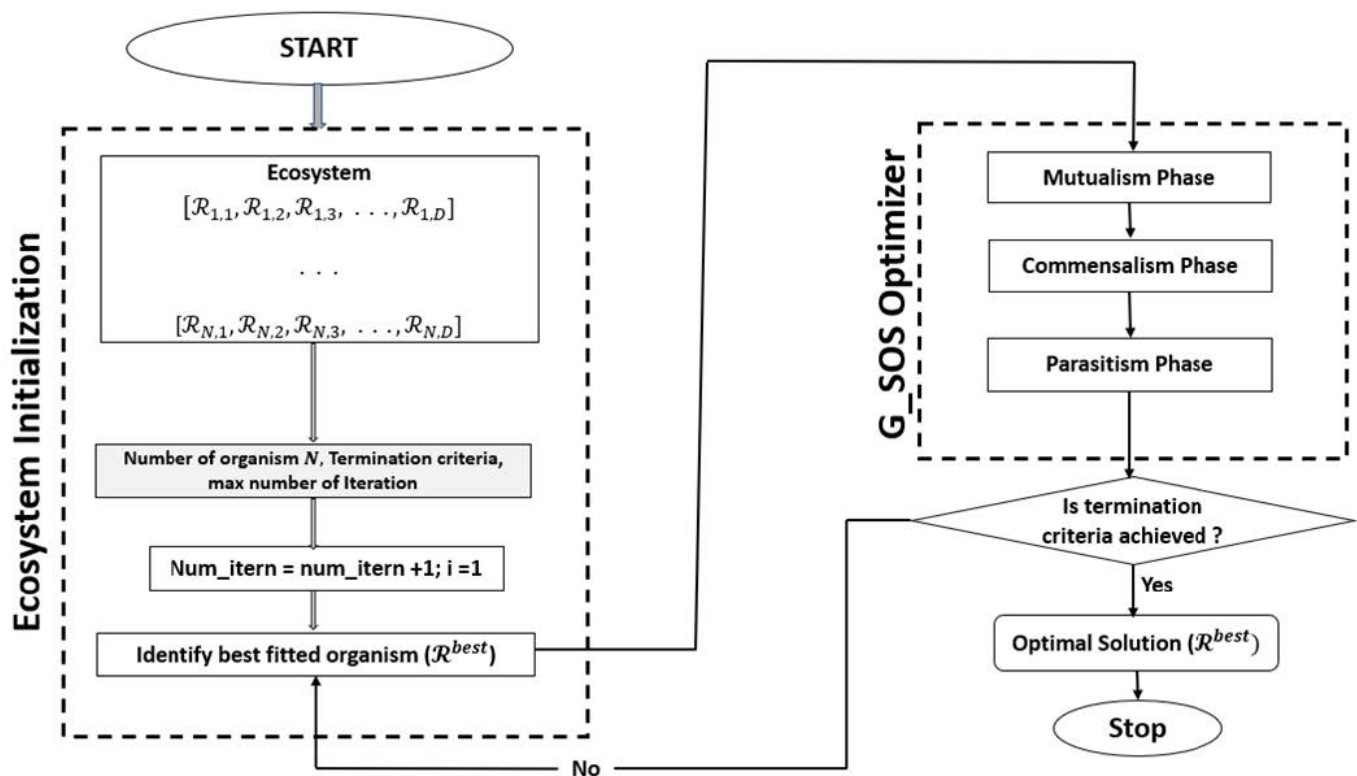 START
Ecosystem Initialization
Ecosystem
[ℛ₁,₁, ℛ₁,₂, ℛ₁,₃, . . ., ℛ₁,D]
. . .
[ℛN,₁, ℛN,₂, ℛN,₃, . . ., ℛN,D]
Number of organism N, Termination criteria,
max number of Iteration
Num_itern = num_itern +1; i =1
Identify best fitted organism (ℛ^best)
G_SOS Optimizer
Mutualism Phase
Commensalism Phase
Parasitism Phase
Is termination
criteria achieved ?
Yes
Optimal Solution (ℛ^best)
Stop
No